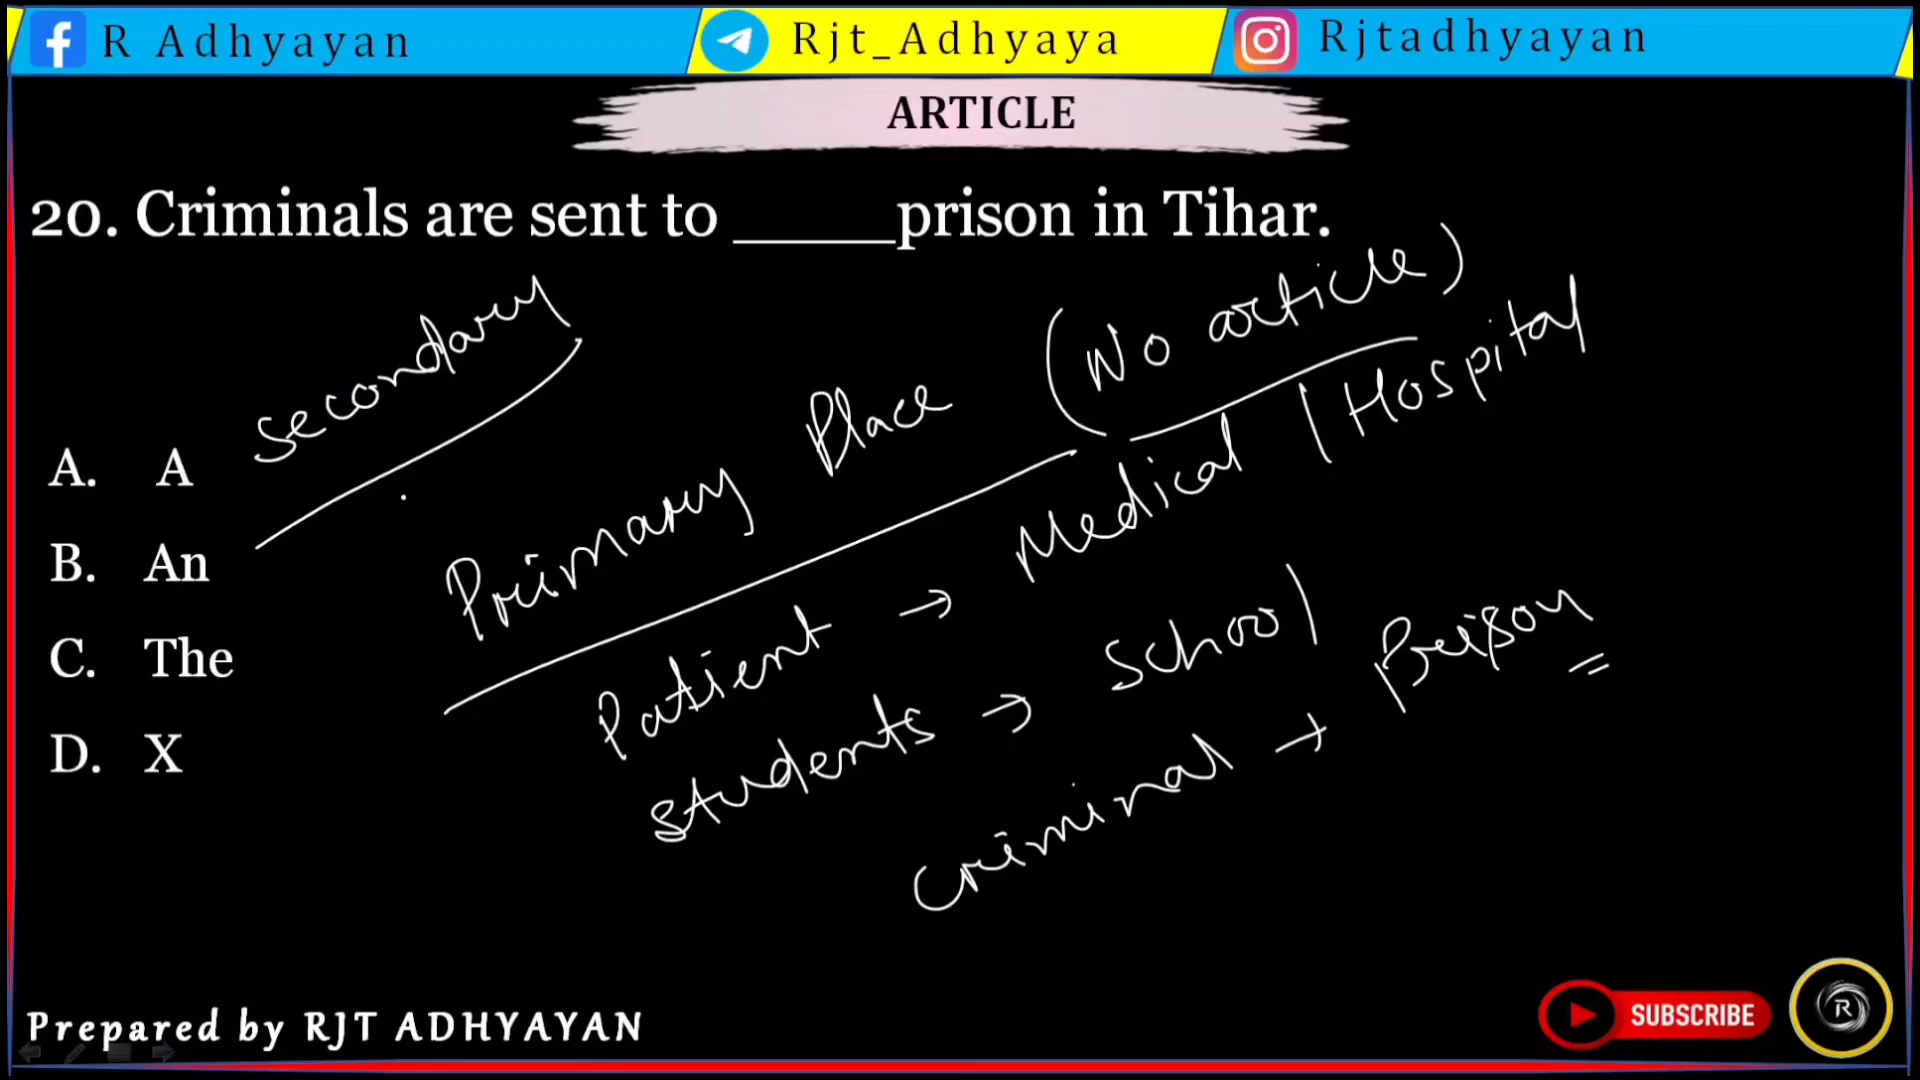 R Adhyayan
Rjt_Adhyaya
Rjtadhyayan
ARTICLE
20. Criminals are sent to _____prison in Tihar.
secondary
Primary Place (No article)
A. A
B. An
C. The
D. X
Patient → Medical / Hospital
Students → School
Criminal → Prison
Prepared by RJT ADHYAYAN
SUBSCRIBE
R